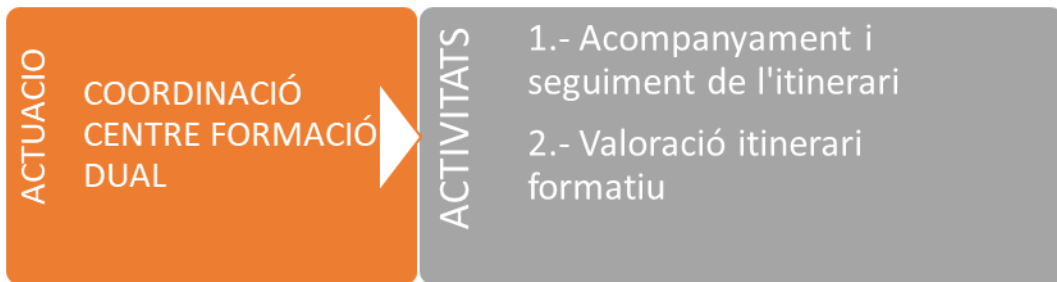 ACTUACIO
COORDINACIÓ
CENTRE FORMACIÓ
DUAL
ACTIVITATS
1.- Acompanyament i
seguiment de l'itinerari
2.- Valoració itinerari
formatiu